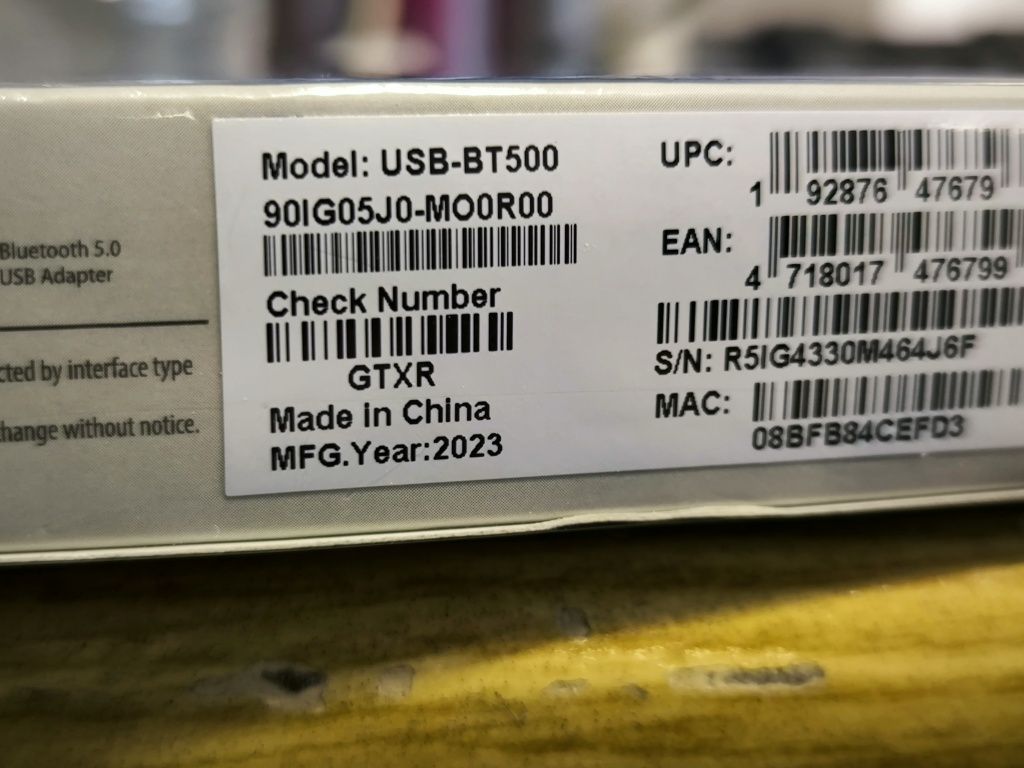 Bluetooth 5.0
USB Adapter
cted by interface type
hange without notice.
Model: USB-BT500
90IG05J0-MO0R00
Check Number
GTXR
Made in China
MFG.Year:2023
UPC:
1 92876 47679
EAN:
4 718017 476799
S/N: R5IG4330M464J6F
MAC:
08BFB84CEFD3